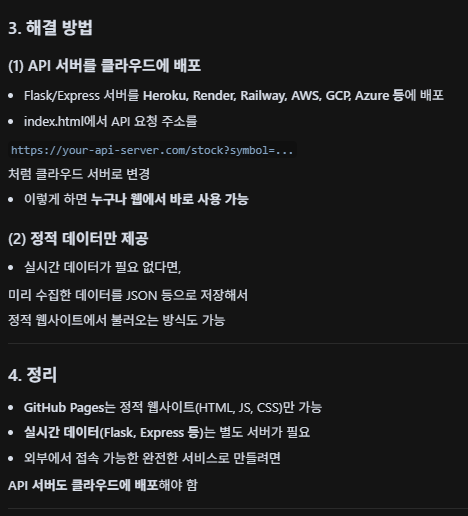 3. 해결 방법
(1) API 서버를 클라우드에 배포
• Flask/Express 서버를 Heroku, Render, Railway, AWS, GCP, Azure 등에 배포
• index.html에서 API 요청 주소를
https://your-api-server.com/stock?symbol=...
처럼 클라우드 서버로 변경
• 이렇게 하면 누구나 웹에서 바로 사용 가능
(2) 정적 데이터만 제공
• 실시간 데이터가 필요 없다면,
미리 수집한 데이터를 JSON 등으로 저장해서
정적 웹사이트에서 불러오는 방식도 가능
4. 정리
• GitHub Pages는 정적 웹사이트(HTML, JS, CSS)만 가능
• 실시간 데이터(Flask, Express 등)는 별도 서버가 필요
• 외부에서 접속 가능한 완전한 서비스로 만들려면
API 서버도 클라우드에 배포해야 함